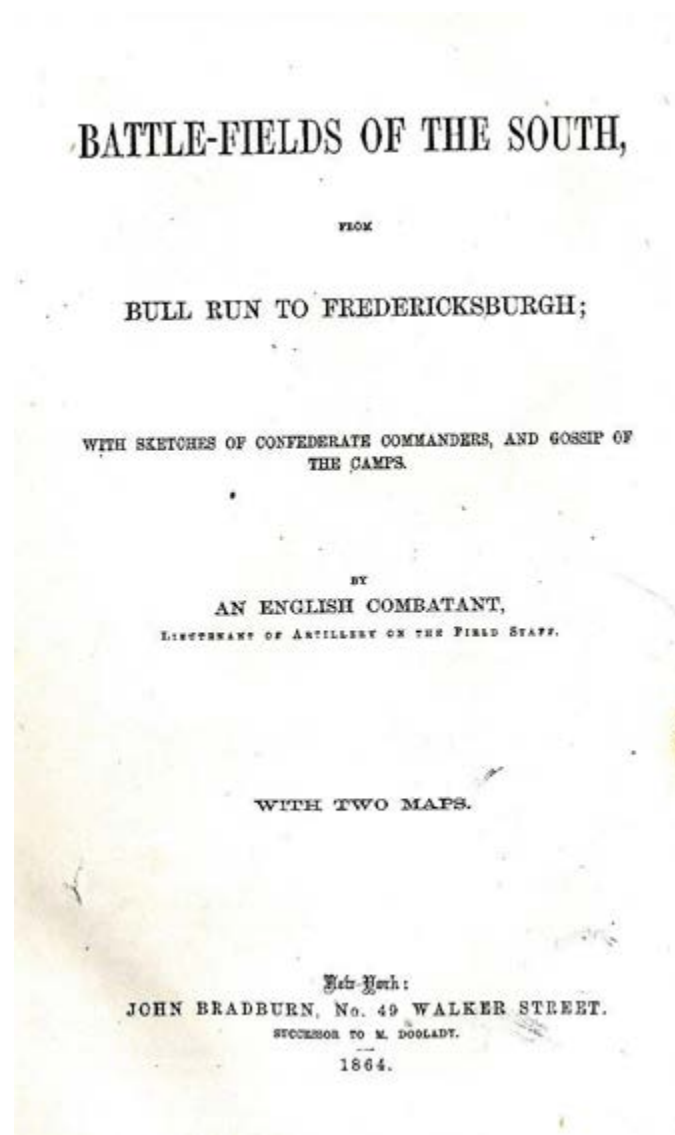 BATTLE-FIELDS OF THE SOUTH,
FROM
BULL RUN TO FREDERICKSBURGH;
WITH SKETCHES OF CONFEDERATE COMMANDERS, AND GOSSIP OF
THE CAMPS.
BY
AN ENGLISH COMBATANT,
LIEUTENANT OF ARTILLERY ON THE FIELD STAFF.
WITH TWO MAPS.
New-York:
JOHN BRADBURN, No. 49 WALKER STREET.
SUCCESSOR TO M. DOOLADY.
1864.